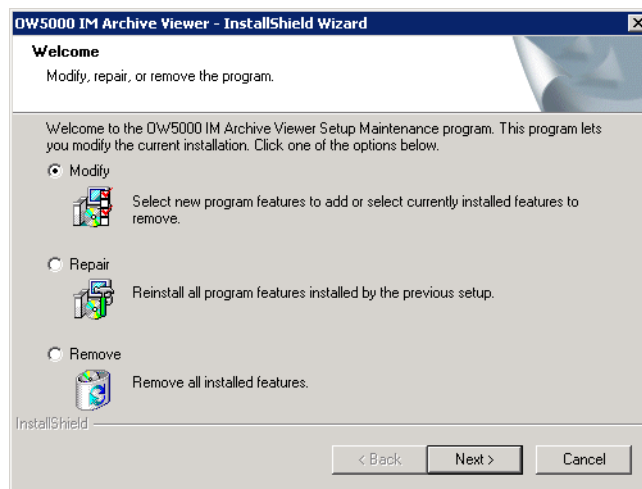 OW5000 IM Archive Viewer - InstallShield Wizard
Welcome
Modify, repair, or remove the program.
Welcome to the OW5000 IM Archive Viewer Setup Maintenance program. This program lets
you modify the current installation. Click one of the options below.
Modify
Select new program features to add or select currently installed features to
remove.
Repair
Reinstall all program features installed by the previous setup.
Remove
Remove all installed features.
InstallShield
< Back
Next >
Cancel